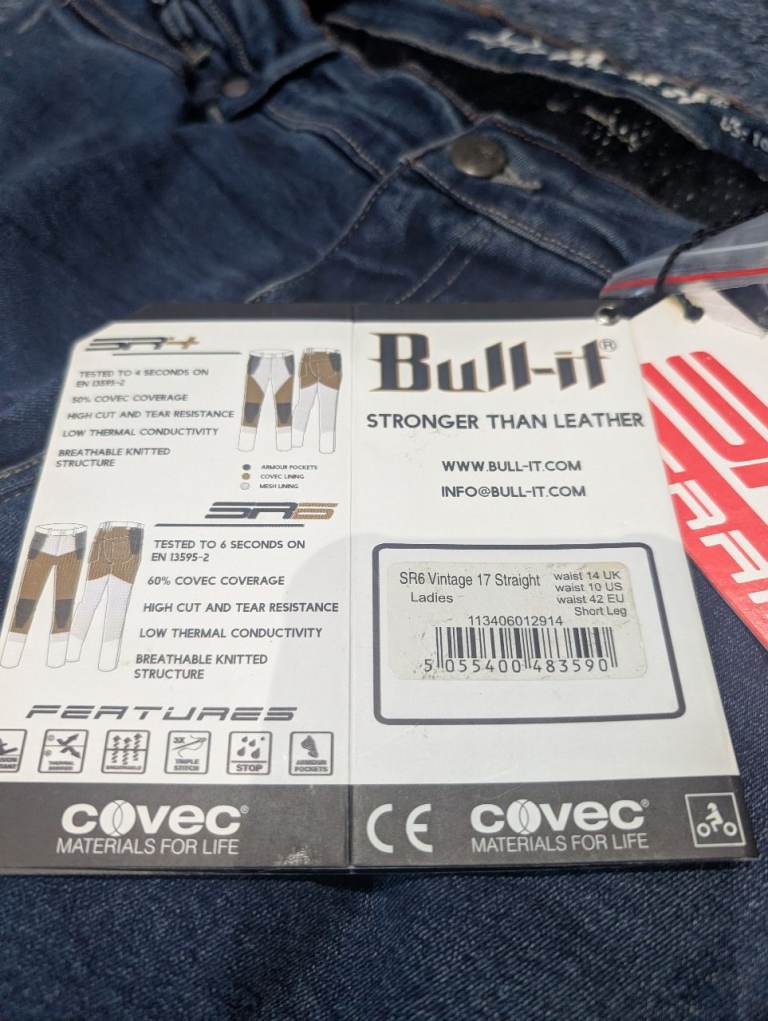 SR4
TESTED TO 4 SECONDS ON
EN 13595-2
50% COVEC COVERAGE
HIGH CUT AND TEAR RESISTANCE
LOW THERMAL CONDUCTIVITY
BREATHABLE KNITTED
STRUCTURE
ARMOUR POCKETS
COVEC LINING
MESH LINING
SR6
TESTED TO 6 SECONDS ON
EN 13595-2
60% COVEC COVERAGE
HIGH CUT AND TEAR RESISTANCE
LOW THERMAL CONDUCTIVITY
BREATHABLE KNITTED
STRUCTURE
FEATURES
THERMAL
BREATHABLE
3X
TRIPLE
STITCH
STOP
ARMOUR
POCKETS
covec®
MATERIALS FOR LIFE
Bull-it®
STRONGER THAN LEATHER
WWW.BULL-IT.COM
INFO@BULL-IT.COM
SR6 Vintage 17 Straight
Ladies
waist 14 UK
waist 10 US
waist 42 EU
Short Leg
113406012914
5 055400 483590
CE
covec®
MATERIALS FOR LIFE